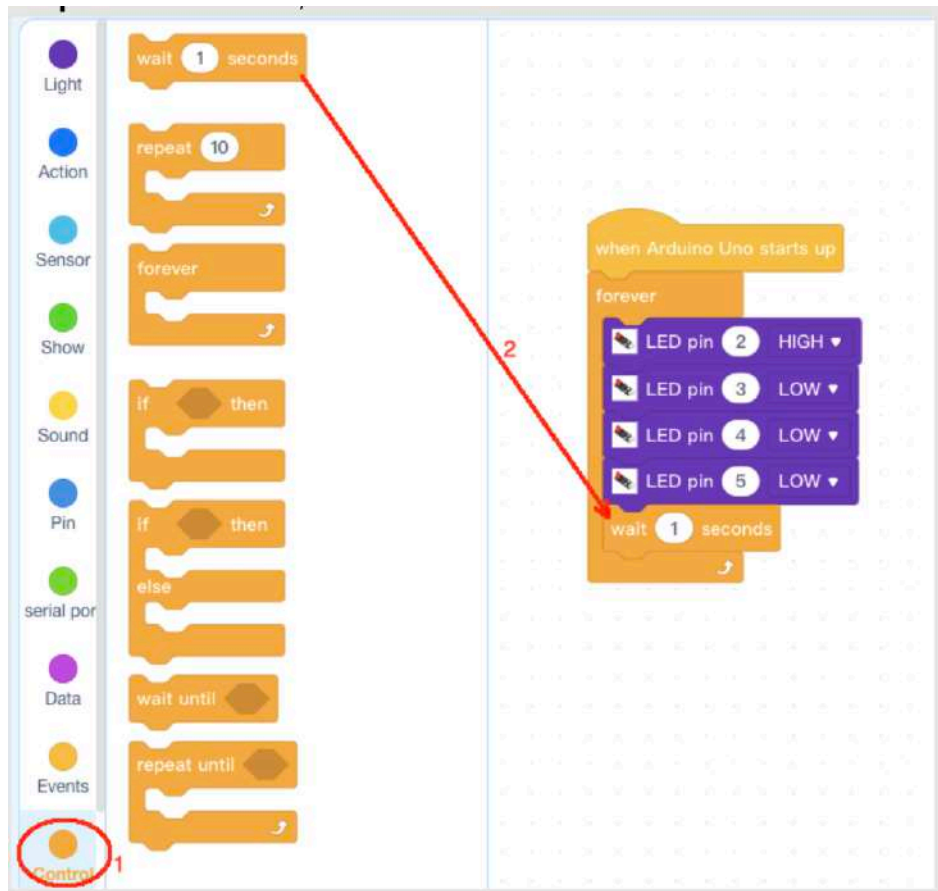 Light
Action
Sensor
Show
Sound
Pin
serial por
Data
Events
Control
1
wait 1 seconds
repeat 10
forever
if then
if then
else
wait until
repeat until
2
when Arduino Uno starts up
forever
LED pin 2 HIGH
LED pin 3 LOW
LED pin 4 LOW
LED pin 5 LOW
wait 1 seconds